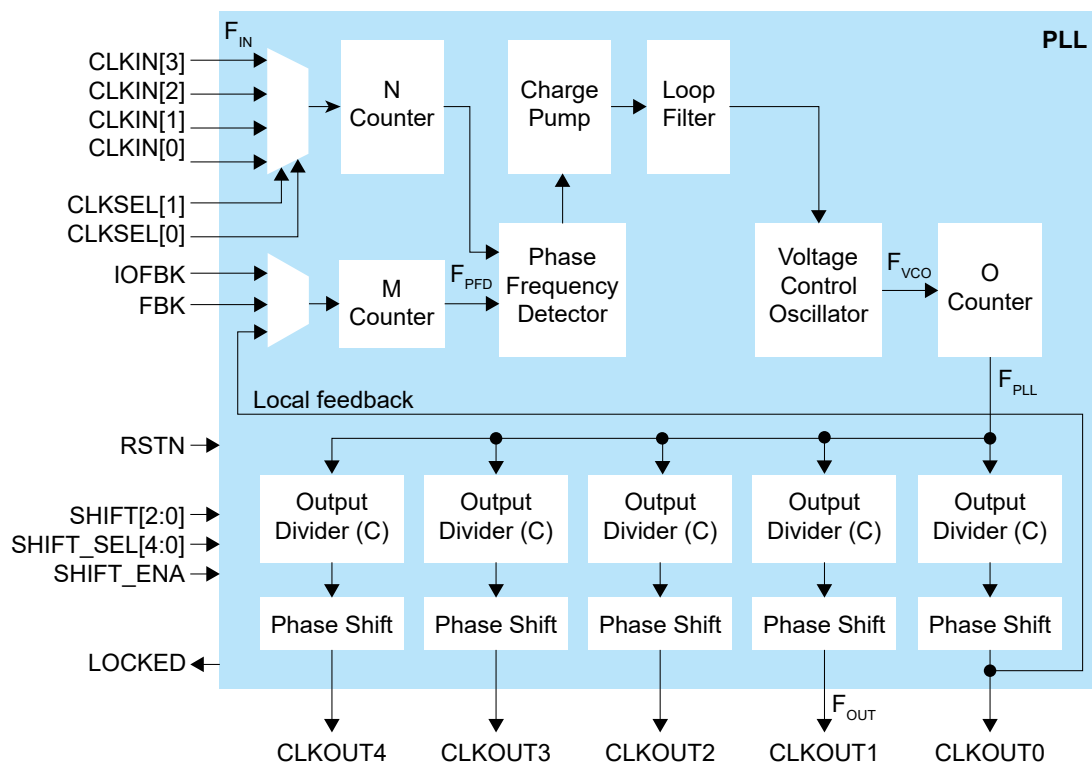 PLL
F_IN
CLKIN[3]
CLKIN[2]
CLKIN[1]
CLKIN[0]
CLKSEL[1]
CLKSEL[0]
IOFBK
FBK
N
Counter
M
Counter
F_PFD
Charge
Pump
Loop
Filter
Phase
Frequency
Detector
Voltage
Control
Oscillator
F_VCO
O
Counter
F_PLL
Local feedback
RSTN
SHIFT[2:0]
SHIFT_SEL[4:0]
SHIFT_ENA
LOCKED
Output
Divider (C)
Output
Divider (C)
Output
Divider (C)
Output
Divider (C)
Output
Divider (C)
Phase Shift
Phase Shift
Phase Shift
Phase Shift
Phase Shift
F_OUT
CLKOUT4
CLKOUT3
CLKOUT2
CLKOUT1
CLKOUT0